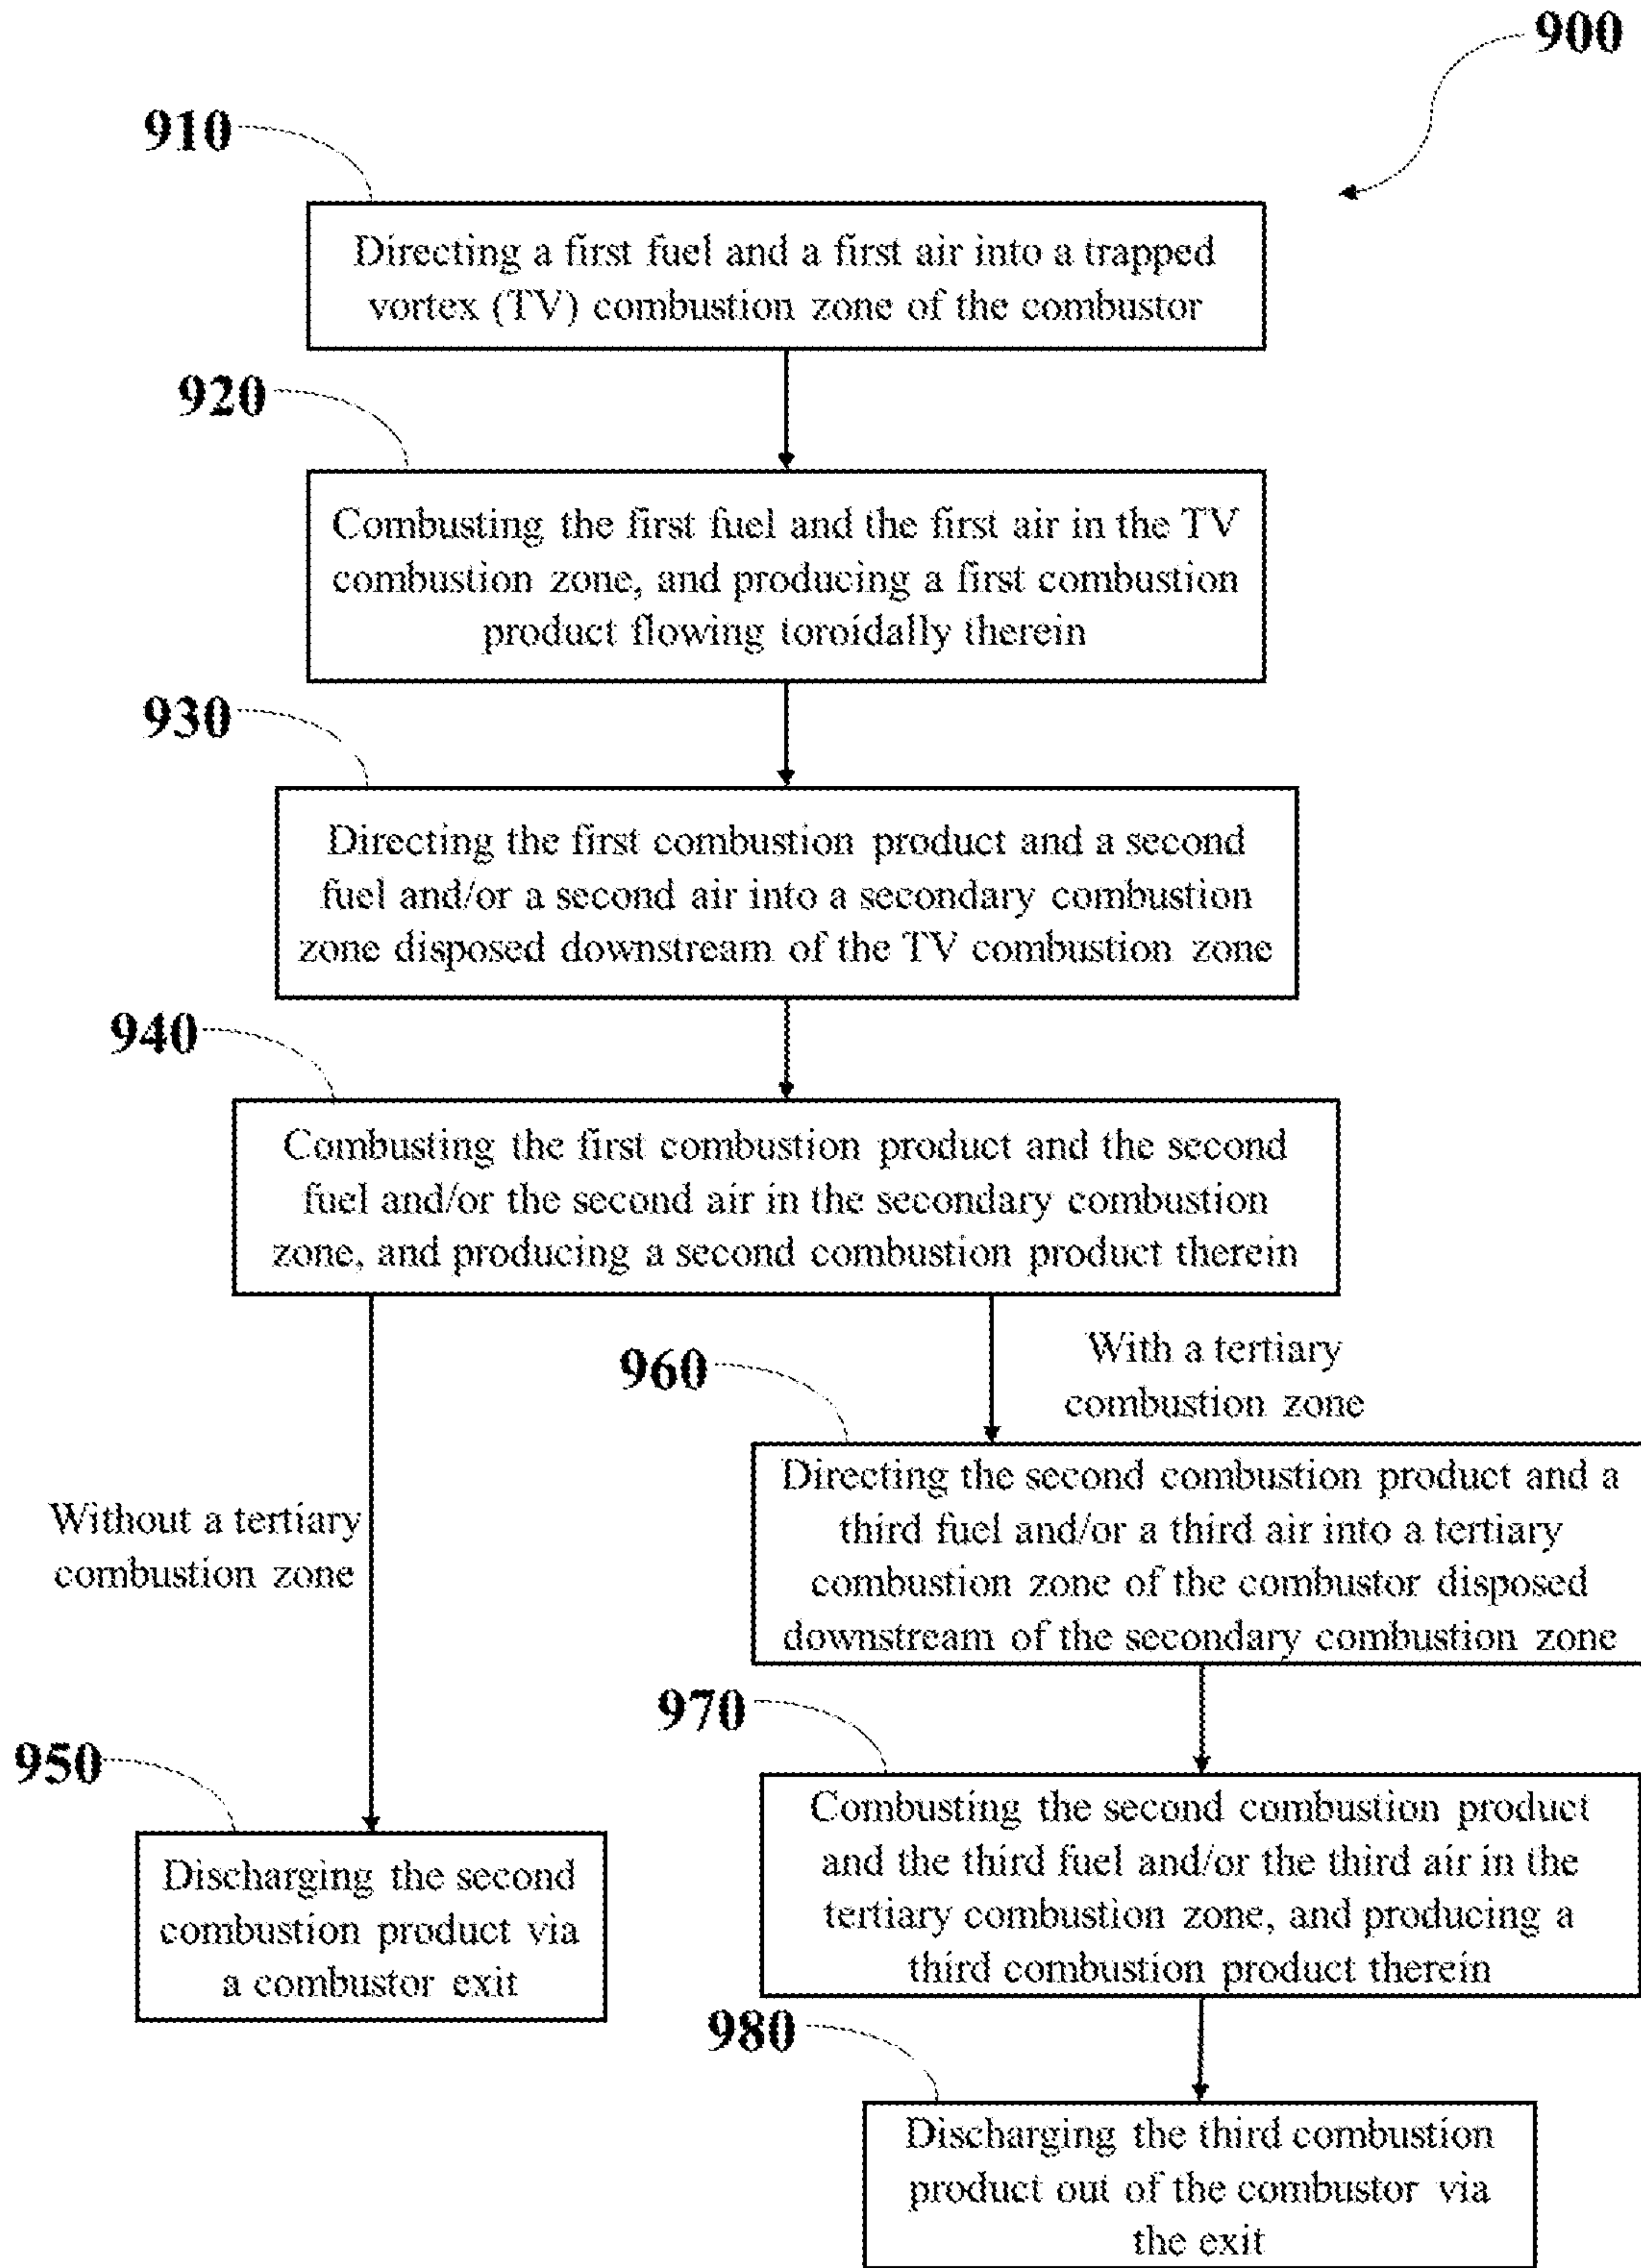 900
910
Directing a first fuel and a first air into a trapped
vortex (TV) combustion zone of the combustor
920
Combusting the first fuel and the first air in the TV
combustion zone, and producing a first combustion
product flowing toroidally therein
930
Directing the first combustion product and a second
fuel and/or a second air into a secondary combustion
zone disposed downstream of the TV combustion zone
940
Combusting the first combustion product and the second
fuel and/or the second air in the secondary combustion
zone, and producing a second combustion product therein
Without a tertiary
combustion zone
950
Discharging the second
combustion product via
a combustor exit
With a tertiary
combustion zone
960
Directing the second combustion product and a
third fuel and/or a third air into a tertiary
combustion zone of the combustor disposed
downstream of the secondary combustion zone
970
Combusting the second combustion product
and the third fuel and/or the third air in the
tertiary combustion zone, and producing a
third combustion product therein
980
Discharging the third combustion
product out of the combustor via
the exit